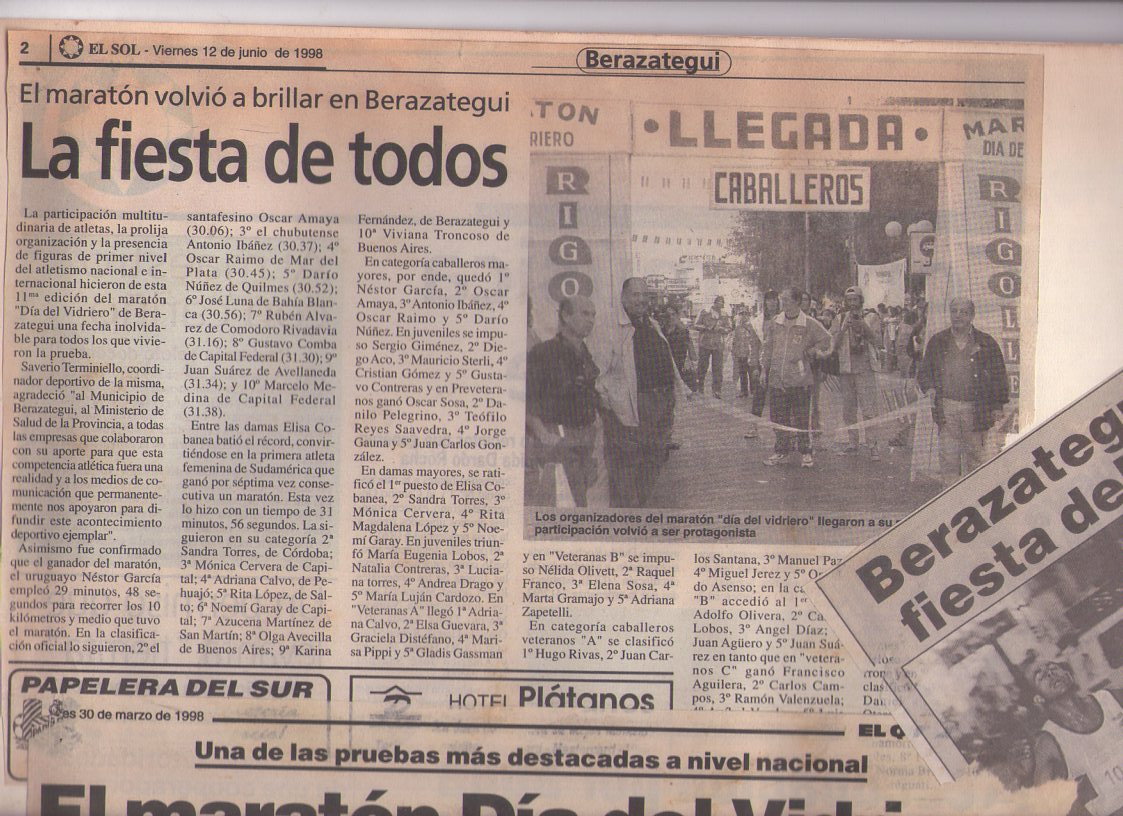 2
EL SOL - Viernes 12 de junio de 1998
Berazategui
El maratón volvió a brillar en Berazategui
La fiesta de todos
La participación multitu-
dinaria de atletas, la prolija
organización y la presencia
de figuras de primer nivel
del atletismo nacional e in-
ternacional hicieron de esta
11ma edición del maratón
"Día del Vidriero" de Bera-
zategui una fecha inolvida-
ble para todos los que vivie-
ron la prueba.
Saverio Terminiello, coordi-
nador deportivo de la misma,
agradeció "al Municipio de
Berazategui, al Ministerio de
Salud de la Provincia, a todas
las empresas que colaboraron
con su aporte para que esta
competencia atlética fuera una
realidad y a los medios de co-
municación que permanente-
mente nos apoyaron para di-
fundir este acontecimiento
deportivo ejemplar".
Asimismo fue confirmado
que el ganador del maratón,
el uruguayo Néstor García
empleó 29 minutos, 48 se-
gundos para recorrer los 10
kilómetros y medio que tuvo
el maratón. En la clasifica-
ción oficial lo siguieron, 2º el
santafesino Oscar Amaya
(30.06); 3º el chubutense
Antonio Ibáñez (30.37); 4º
Oscar Raimo de Mar del
Plata (30.45); 5º Darío
Núñez de Quilmes (30.52);
6º José Luna de Bahía Blan-
ca (30.56); 7º Rubén Alva-
rez de Comodoro Rivadavia
(31.16); 8º Gustavo Comba
de Capital Federal (31.30); 9º
Juan Suárez de Avellaneda
(31.34); y 10º Marcelo Me-
dina de Capital Federal
(31.38).
Entre las damas Elisa Co-
banea batió el récord, convir-
tiéndose en la primera atleta
femenina de Sudamérica que
ganó por séptima vez conse-
cutiva un maratón. Esta vez
lo hizo con un tiempo de 31
minutos, 56 segundos. La si-
guieron en su categoría 2ª
Sandra Torres, de Córdoba;
3ª Mónica Cervera de Capi-
tal; 4ª Adriana Calvo, de Pe-
huajó; 5ª Rita López, de Sal-
to; 6ª Noemí Garay de Capi-
tal; 7ª Azucena Martínez de
San Martín; 8ª Olga Avecilla
de Buenos Aires; 9ª Karina
Fernández, de Berazategui y
10ª Viviana Troncoso de
Buenos Aires.
En categoría caballeros ma-
yores, por ende, quedó 1º
Néstor García, 2º Oscar
Amaya, 3º Antonio Ibáñez, 4º
Oscar Raimo y 5º Darío
Núñez. En juveniles se impu-
so Sergio Giménez, 2º Die-
go Aco, 3º Mauricio Sterli, 4º
Cristian Gómez y 5º Gusta-
vo Contreras y en Prevetera-
nos ganó Oscar Sosa, 2º Da-
nilo Pelegrino, 3º Teófilo
Reyes Saavedra, 4º Jorge
Gauna y 5º Juan Carlos Gon-
zález.
En damas mayores, se rati-
ficó el 1er puesto de Elisa Co-
banea, 2º Sandra Torres, 3º
Mónica Cervera, 4º Rita
Magdalena López y 5º Noe-
mí Garay. En juveniles triunfó
María Eugenia Lobos, 2ª
Natalia Contreras, 3ª Lucia-
na torres, 4º Andrea Drago y
5º María Luján Cardozo. En
"Veteranas A" llegó 1ª Adria-
na Calvo, 2ª Elsa Guevara, 3ª
Graciela Distéfano, 4ª Mari-
sa Pippi y 5ª Gladis Gassman
TON
RIERO
• LLEGADA •
MAR
DIA DE
CABALLEROS
RIGO
RIGOLLE
Los organizadores del maratón "día del vidriero" llegaron a su
participación volvió a ser protagonista
y en "Veteranas B" se impu-
so Nélida Olivett, 2ª Raquel
Franco, 3ª Elena Sosa, 4ª
Marta Gramajo y 5ª Adriana
Zapetelli.
En categoría caballeros
veteranos "A" se clasificó
1º Hugo Rivas, 2º Juan Car-
los Santana, 3º Manuel Paz
4º Miguel Jerez y 5º O
do Asenso; en la ca
"B" accedió al 1º
Adolfo Olivera, 2º Ca
Lobos, 3º Angel Díaz;
Juan Agüero y 5º Juan Suá-
rez en tanto que en "vetera-
nos C" ganó Francisco
Aguilera, 2º Carlos Cam-
pos, 3º Ramón Valenzuela;
Berazategu
fiesta de
PAPELERA DEL SUR
HOTEL Plátanos
es 30 de marzo de 1998
EL Q
Una de las pruebas más destacadas a nivel nacional
El maratón Día del Vidri
10